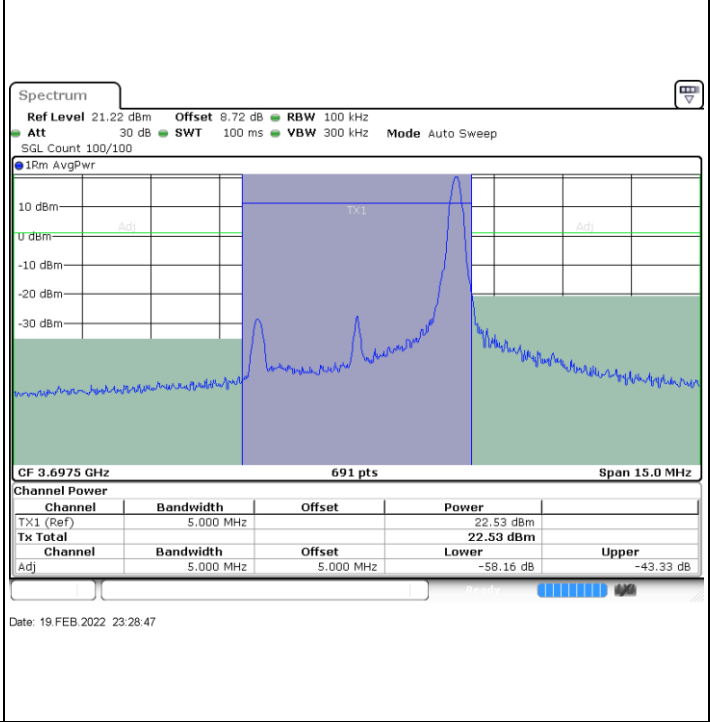 Spectrum
Ref Level 21.22 dBm Offset 8.72 dB RBW 100 kHz
Att 30 dB SWT 100 ms VBW 300 kHz Mode Auto Sweep
SGL Count 100/100
1Rm AvgPwr
10 dBm
TX1
Adj
Adj
0 dBm
-10 dBm
-20 dBm
-30 dBm
CF 3.6975 GHz 691 pts Span 15.0 MHz
Channel Power
Channel Bandwidth Offset Power
TX1 (Ref) 5.000 MHz 22.53 dBm
Tx Total 22.53 dBm
Channel Bandwidth Offset Lower Upper
Adj 5.000 MHz 5.000 MHz -58.16 dB -43.33 dB
Ready
Date: 19.FEB.2022 23:28:47